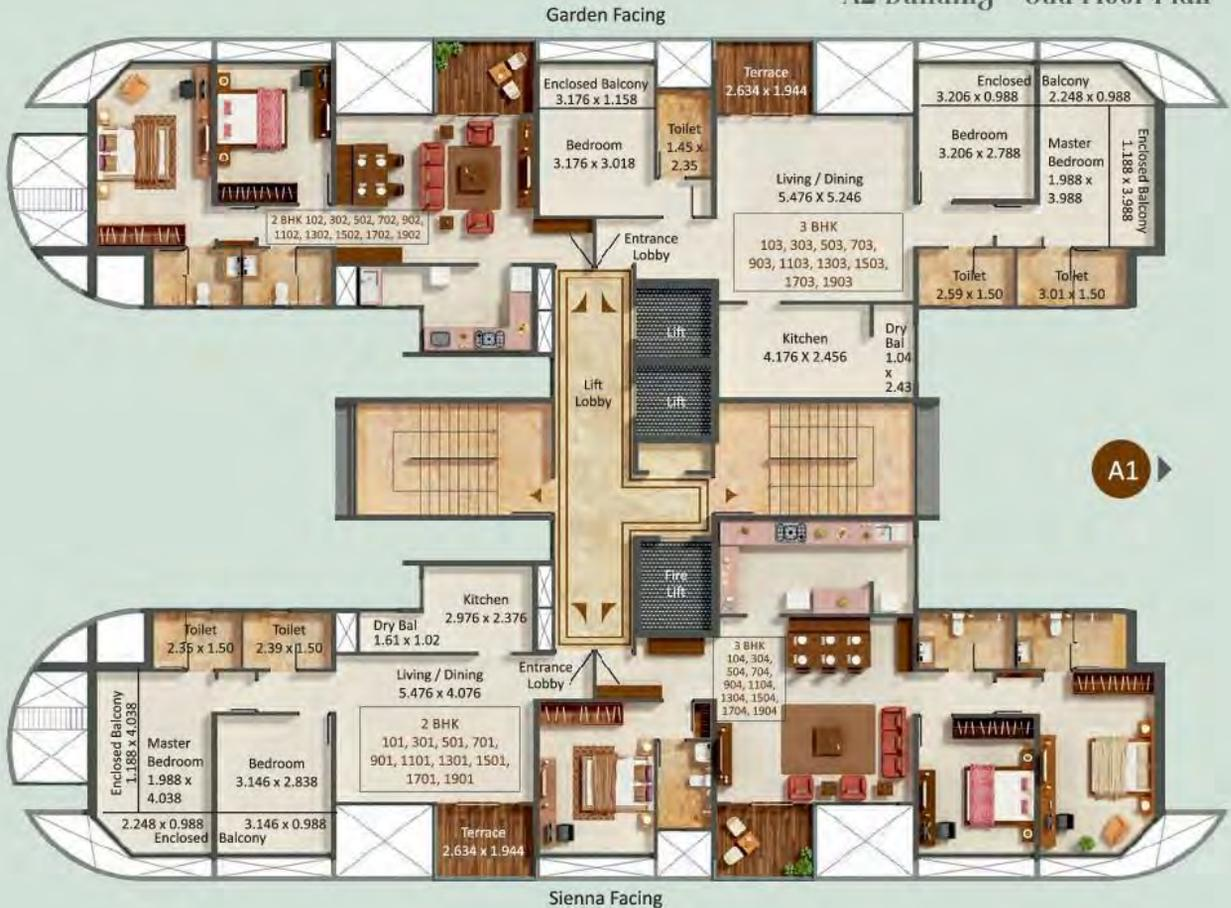 A2 Building - Odd Floor Plan
Garden Facing
Enclosed Balcony
3.176 x 1.158
Bedroom
3.176 x 3.018
Toilet
1.45 x
2.35
Terrace
2.634 x 1.944
Living / Dining
5.476 X 5.246
3 BHK
103, 303, 503, 703,
903, 1103, 1303, 1503,
1703, 1903
Enclosed Balcony
3.206 x 0.988 2.248 x 0.988
Bedroom
3.206 x 2.788
Master
Bedroom
1.988 x
3.988
Enclosed Balcony
1.188 x 3.988
2 BHK 102, 302, 502, 702, 902,
1102, 1302, 1502, 1702, 1902
Entrance
Lobby
Toilet
2.59 x 1.50
Toilet
3.01 x 1.50
Lift
Kitchen
4.176 X 2.456
Dry
Bal
1.04
x
2.43
Lift
Lobby
Lift
A1
Fire
Lift
Kitchen
2.976 x 2.376
Dry Bal
1.61 x 1.02
Toilet
2.35 x 1.50
Toilet
2.39 x 1.50
Living / Dining
5.476 x 4.076
Entrance
Lobby
2 BHK
101, 301, 501, 701,
901, 1101, 1301, 1501,
1701, 1901
3 BHK
104, 304,
504, 704,
904, 1104,
1304, 1504,
1704, 1904
Enclosed Balcony
1.188 x 4.038
Master
Bedroom
1.988 x
4.038
Bedroom
3.146 x 2.838
2.248 x 0.988 3.146 x 0.988
Enclosed Balcony
Terrace
2.634 x 1.944
Sienna Facing